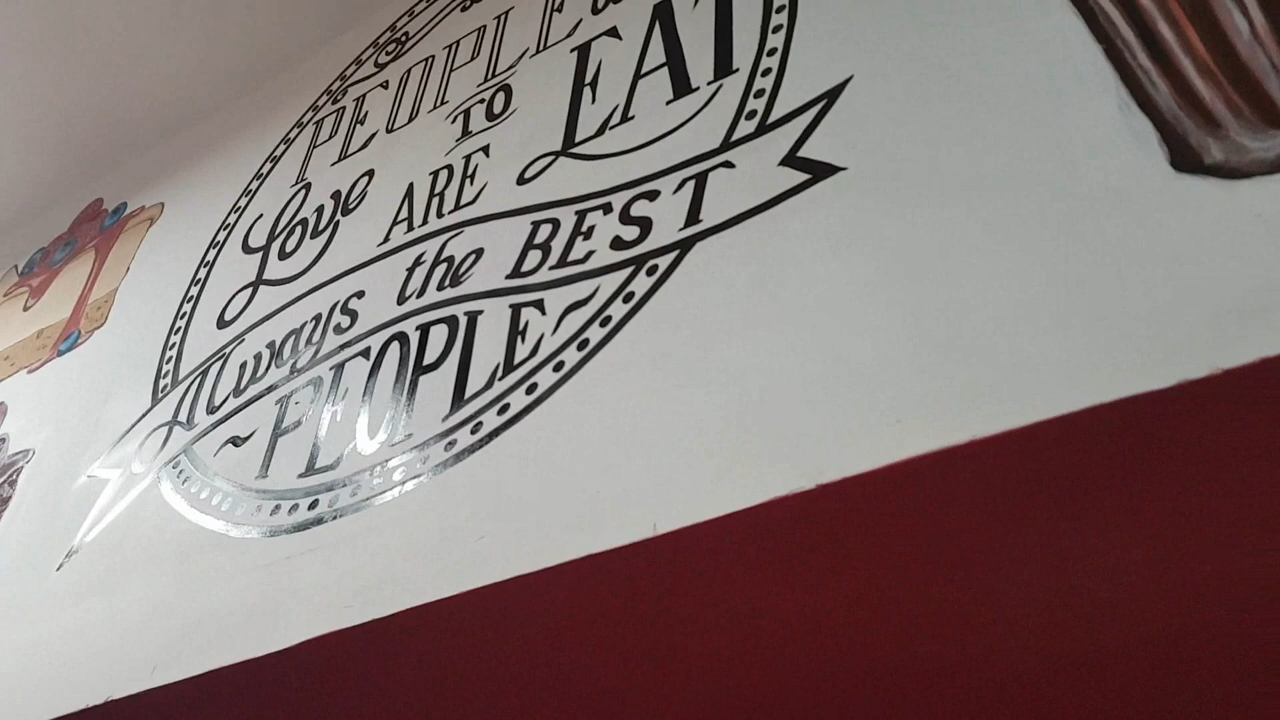 PEOPLE
TO
Love ARE EAT
Always the BEST
~PEOPLE~